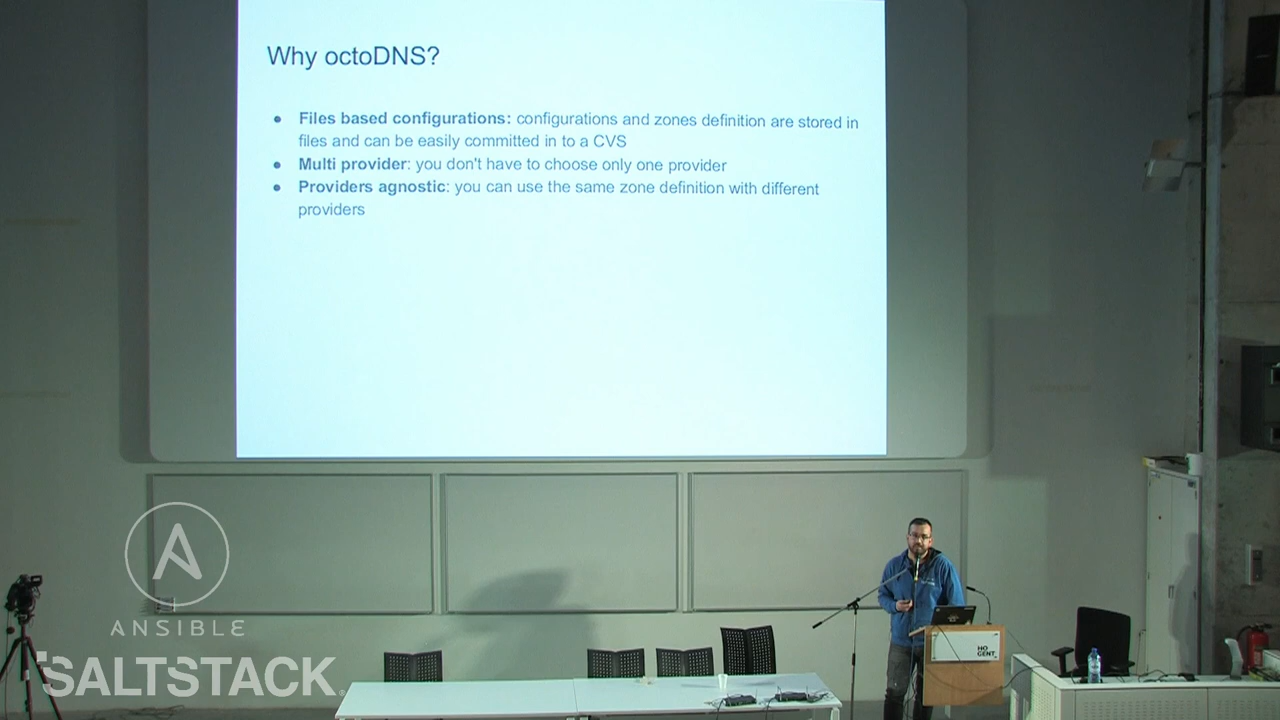 Why octoDNS?
Files based configurations: configurations and zones definition are stored in
files and can be easily committed in to a CVS
Multi provider: you don't have to choose only one provider
Providers agnostic: you can use the same zone definition with different
providers
ANSIBLE
SALTSTACK
HO
GENT